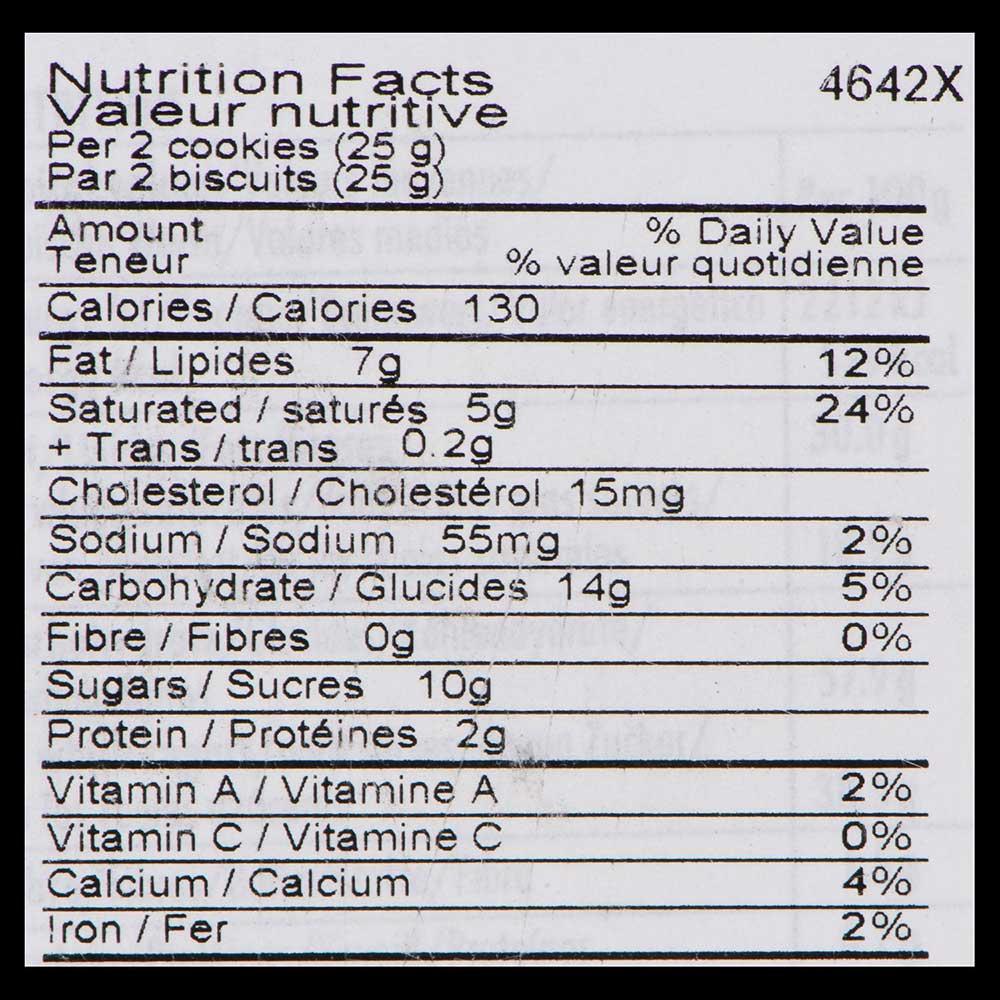 Nutrition Facts 4642X
Valeur nutritive
Per 2 cookies (25 g)
Par 2 biscuits (25 g)
Amount % Daily Value
Teneur % valeur quotidienne
Calories / Calories 130
Fat / Lipides 7g 12%
Saturated / saturés 5g 24%
+ Trans / trans 0.2g
Cholesterol / Cholestérol 15mg
Sodium / Sodium 55mg 2%
Carbohydrate / Glucides 14g 5%
Fibre / Fibres 0g 0%
Sugars / Sucres 10g
Protein / Protéines 2g
Vitamin A / Vitamine A 2%
Vitamin C / Vitamine C 0%
Calcium / Calcium 4%
Iron / Fer 2%